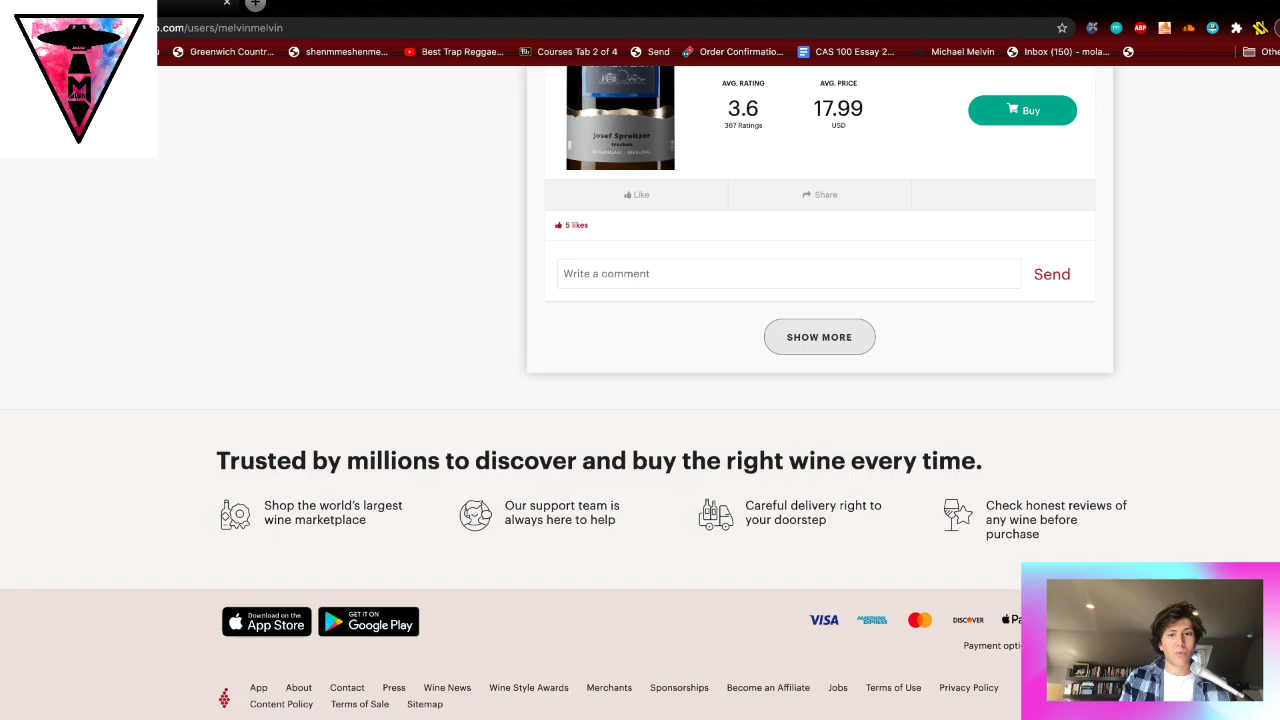 .com/users/melvinmelvin
Greenwich Countr...
shenmmeshenme...
Best Trap Reggae...
Courses Tab 2 of 4
Send
Order Confirmatio...
CAS 100 Essay 2...
Michael Melvin
Inbox (150) – mola...
Othe
M
AVG. RATING
AVG. PRICE
3.6
17.99
367 Ratings
USD
Buy
Josef Spreitzer
RIESLING
Like
Share
5 likes
Write a comment
Send
SHOW MORE
Trusted by millions to discover and buy the right wine every time.
Shop the world's largest
wine marketplace
Our support team is
always here to help
Careful delivery right to
your doorstep
Check honest reviews of
any wine before
purchase
Download on the
App Store
GET IT ON
Google Play
VISA
AMERICAN EXPRESS
DISCOVER
Pa
Payment opti
App
About
Contact
Press
Wine News
Wine Style Awards
Merchants
Sponsorships
Become an Affiliate
Jobs
Terms of Use
Privacy Policy
Content Policy
Terms of Sale
Sitemap